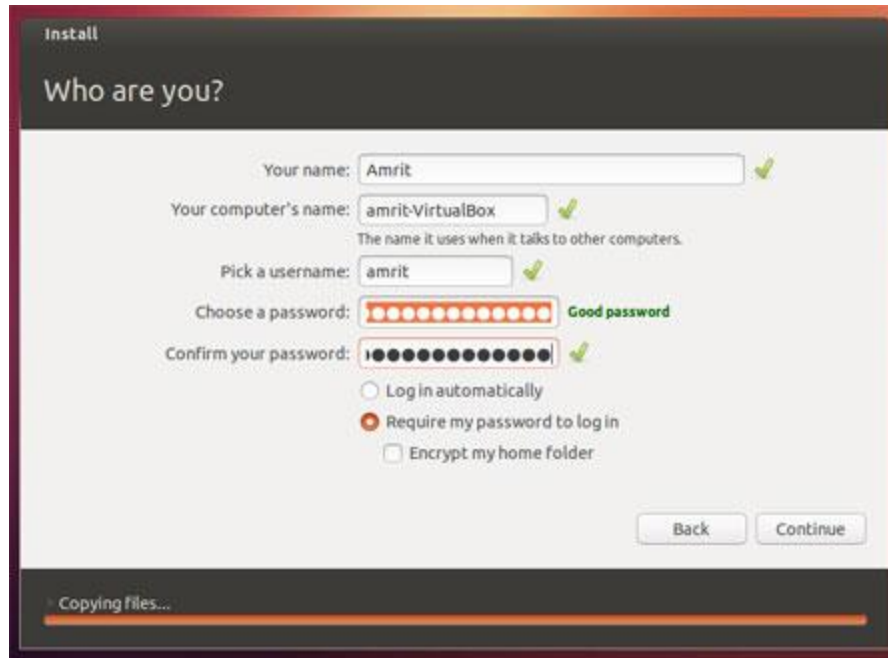 Install
Who are you?
Your name: Amrit
Your computer's name: amrit-VirtualBox
The name it uses when it talks to other computers.
Pick a username: amrit
Choose a password: Good password
Confirm your password:
Log in automatically
Require my password to log in
Encrypt my home folder
Back Continue
Copying files...